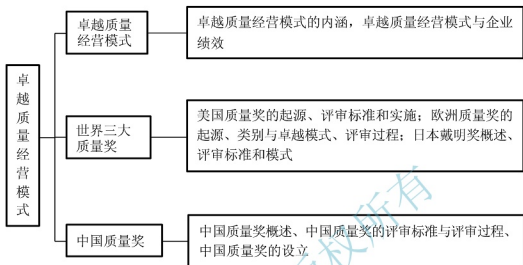 卓越质量经营模式
卓越质量
经营模式
卓越质量经营模式的内涵，卓越质量经营模式与企业
绩效
世界三大
质量奖
美国质量奖的起源、评审标准和实施；欧洲质量奖的
起源、类别与卓越模式、评审过程；日本戴明奖概述、
评审标准和模式
中国质量奖
中国质量奖概述、中国质量奖的评审标准与评审过程、
中国质量奖的设立
权所有